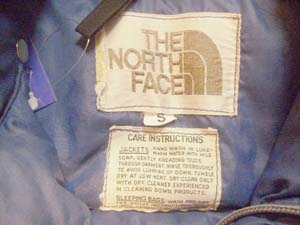 THE
NORTH
FACE
S
CARE INSTRUCTIONS
JACKETS HAND WASH IN LUKE-
WARM WATER WITH MILD
SOAP, GENTLY KNEADING SUDS
THROUGH GARMENT. RINSE THOROUGHLY
TO AVOID LUMPING OF DOWN. TUMBLE
DRY AT LOW HEAT. DRY CLEAN ONLY
WITH DRY CLEANER EXPERIENCED
IN CLEANING DOWN PRODUCTS.
SLEEPING BAGS HAND WASH